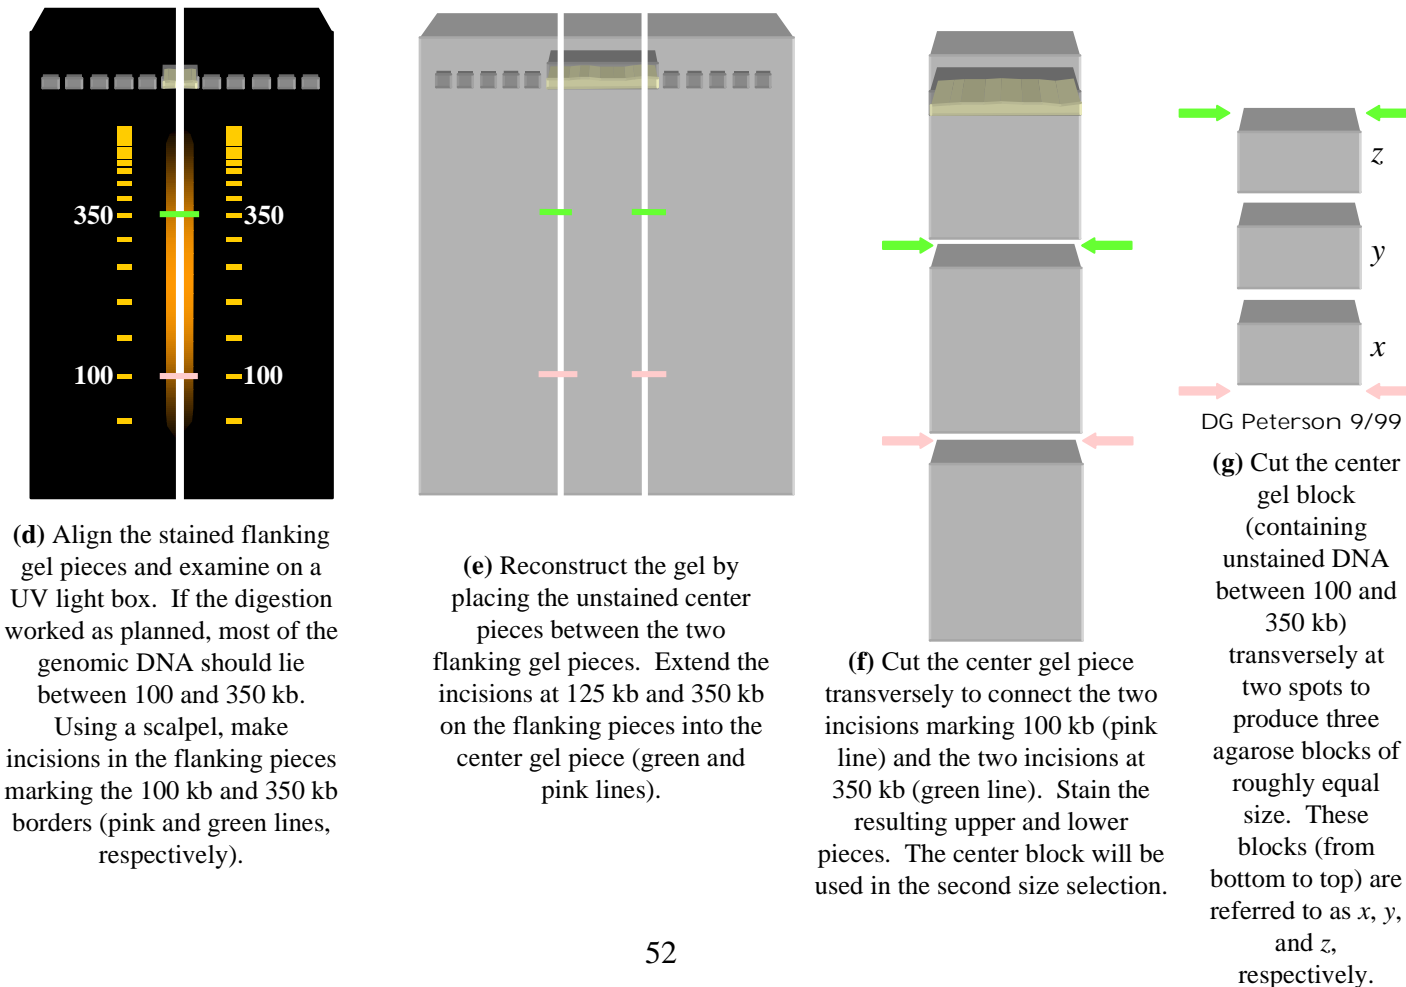 350
350
100
100
(d) Align the stained flanking
gel pieces and examine on a
UV light box. If the digestion
worked as planned, most of the
genomic DNA should lie
between 100 and 350 kb.
Using a scalpel, make
incisions in the flanking pieces
marking the 100 kb and 350 kb
borders (pink and green lines,
respectively).
(e) Reconstruct the gel by
placing the unstained center
pieces between the two
flanking gel pieces. Extend the
incisions at 125 kb and 350 kb
on the flanking pieces into the
center gel piece (green and
pink lines).
(f) Cut the center gel piece
transversely to connect the two
incisions marking 100 kb (pink
line) and the two incisions at
350 kb (green line). Stain the
resulting upper and lower
pieces. The center block will be
used in the second size selection.
z
y
x
DG Peterson 9/99
(g) Cut the center
gel block
(containing
unstained DNA
between 100 and
350 kb)
transversely at
two spots to
produce three
agarose blocks of
roughly equal
size. These
blocks (from
bottom to top) are
referred to as x, y,
and z,
respectively.
52